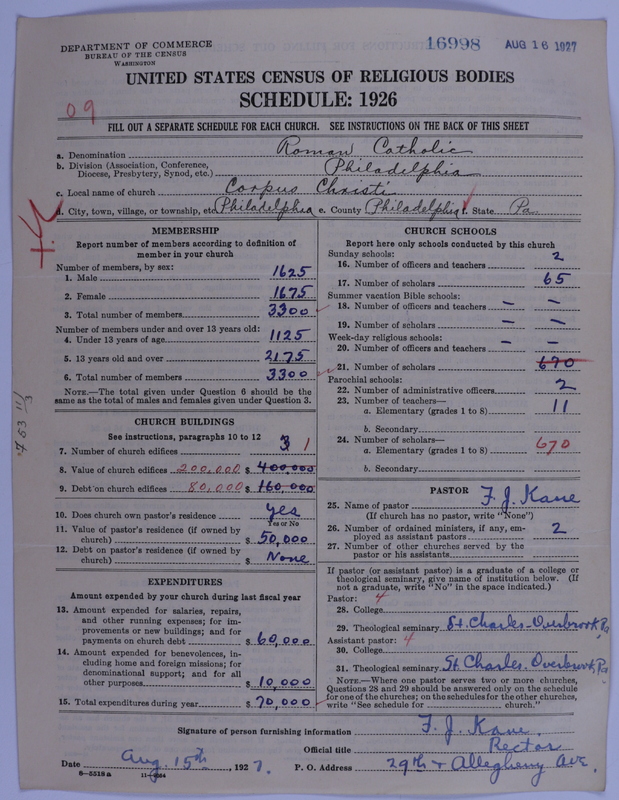 DEPARTMENT OF COMMERCE
BUREAU OF THE CENSUS
WASHINGTON
16998 AUG 16 1927
UNITED STATES CENSUS OF RELIGIOUS BODIES
SCHEDULE: 1926
09
FILL OUT A SEPARATE SCHEDULE FOR EACH CHURCH. SEE INSTRUCTIONS ON THE BACK OF THIS SHEET
a. Denomination Roman Catholic
b. Division (Association, Conference, Diocese, Presbytery, Synod, etc.) Philadelphia
c. Local name of church Corpus Christi
d. City, town, village, or township, etc. Philadelphia e. County Philadelphia f. State Pa.
MEMBERSHIP
Report number of members according to definition of
member in your church
Number of members, by sex:
1. Male 1625
2. Female 1675
3. Total number of members 3300
Number of members under and over 13 years old:
4. Under 13 years of age 1125
5. 13 years old and over 2175
6. Total number of members 3300
NOTE.—The total given under Question 6 should be the
same as the total of males and females given under Question 3.
CHURCH BUILDINGS
See instructions, paragraphs 10 to 12
7. Number of church edifices 3 1
8. Value of church edifices 200,000 $ 400,000
9. Debt on church edifices 80,000 $ 160,000
10. Does church own pastor's residence? yes
Yes or No
11. Value of pastor's residence (if owned by
church) $ 50,000
12. Debt on pastor's residence (if owned by
church) $ None
EXPENDITURES
Amount expended by your church during last fiscal year
13. Amount expended for salaries, repairs,
and other running expenses; for im-
provements or new buildings; and for
payments on church debt $ 60,000
14. Amount expended for benevolences, in-
cluding home and foreign missions; for
denominational support; and for all
other purposes $ 10,000
15. Total expenditures during year $ 70,000
CHURCH SCHOOLS
Report here only schools conducted by this church
Sunday schools:
16. Number of officers and teachers 2
17. Number of scholars 65
Summer vacation Bible schools:
18. Number of officers and teachers — —
19. Number of scholars — —
Week-day religious schools:
20. Number of officers and teachers — —
21. Number of scholars 670
Parochial schools:
22. Number of administrative officers 2
23. Number of teachers—
a. Elementary (grades 1 to 8) 11
b. Secondary
24. Number of scholars—
a. Elementary (grades 1 to 8) 670
b. Secondary
PASTOR
25. Name of pastor F. J. Kane
(If church has no pastor, write "None")
26. Number of ordained ministers, if any, em-
ployed as assistant pastors 2
27. Number of other churches served by the
pastor or his assistants
If pastor (or assistant pastor) is a graduate of a college or
theological seminary, give name of institution below. (If
not a graduate, write "No" in the space indicated.)
Pastor: 4
28. College
29. Theological seminary St. Charles-Overbrook, Pa
Assistant pastor: 4
30. College
31. Theological seminary St. Charles. Overbrook, Pa
NOTE.—Where one pastor serves two or more churches,
Questions 28 and 29 should be answered only on the schedule
for one of the churches; on the schedules for the other churches,
write "See schedule for church."
Signature of person furnishing information F. J. Kane
Official title Rector
Date Aug. 15th, 1927. P. O. Address 29th + Allegheny Ave.
8—5518a